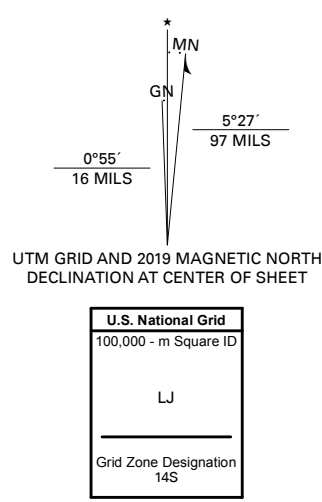 ★
MN
GN
5°27´
97 MILS
0°55´
16 MILS
UTM GRID AND 2019 MAGNETIC NORTH
DECLINATION AT CENTER OF SHEET
U.S. National Grid
100,000 - m Square ID
LJ
Grid Zone Designation
14S